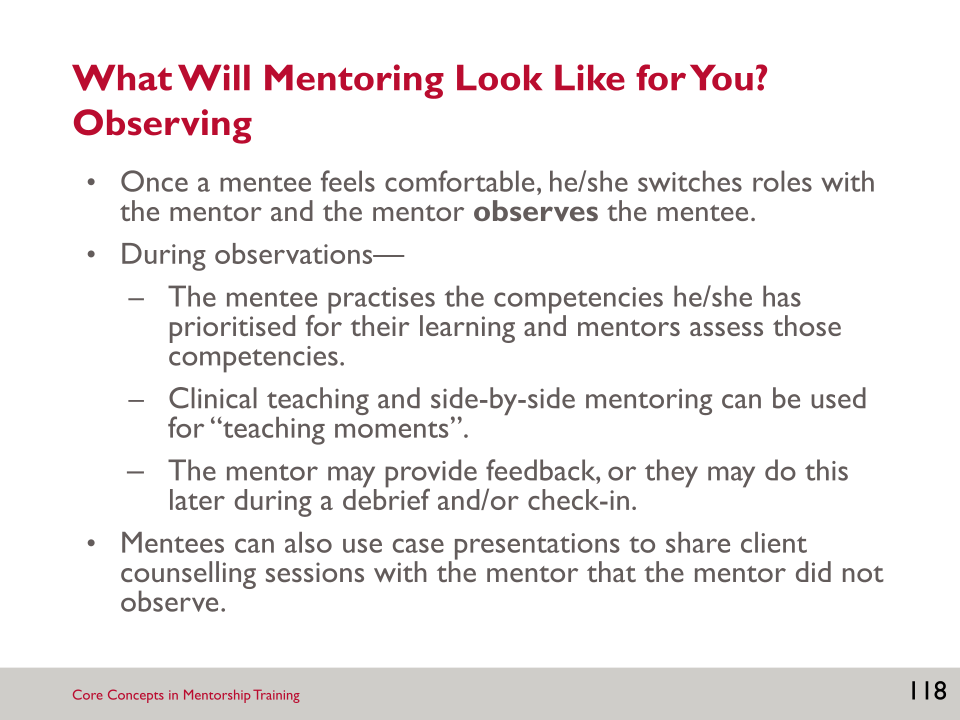 What Will Mentoring Look Like for You?
Observing
• Once a mentee feels comfortable, he/she switches roles with
the mentor and the mentor observes the mentee.
• During observations—
– The mentee practises the competencies he/she has
prioritised for their learning and mentors assess those
competencies.
– Clinical teaching and side-by-side mentoring can be used
for “teaching moments”.
– The mentor may provide feedback, or they may do this
later during a debrief and/or check-in.
• Mentees can also use case presentations to share client
counselling sessions with the mentor that the mentor did not
observe.
Core Concepts in Mentorship Training
118